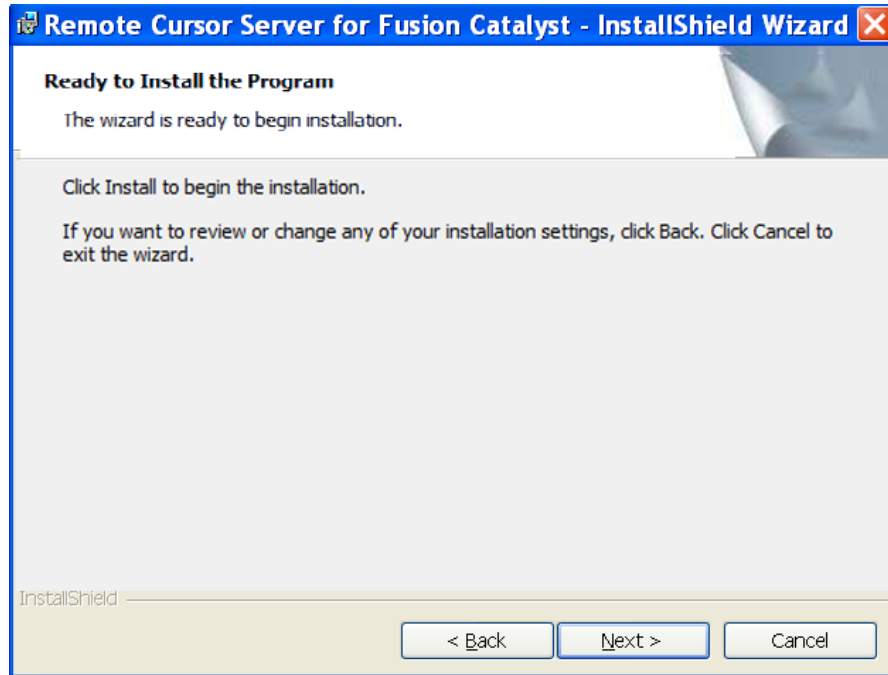 Remote Cursor Server for Fusion Catalyst - InstallShield Wizard
Ready to Install the Program
The wizard is ready to begin installation.
Click Install to begin the installation.
If you want to review or change any of your installation settings, click Back. Click Cancel to
exit the wizard.
InstallShield
< Back
Next >
Cancel